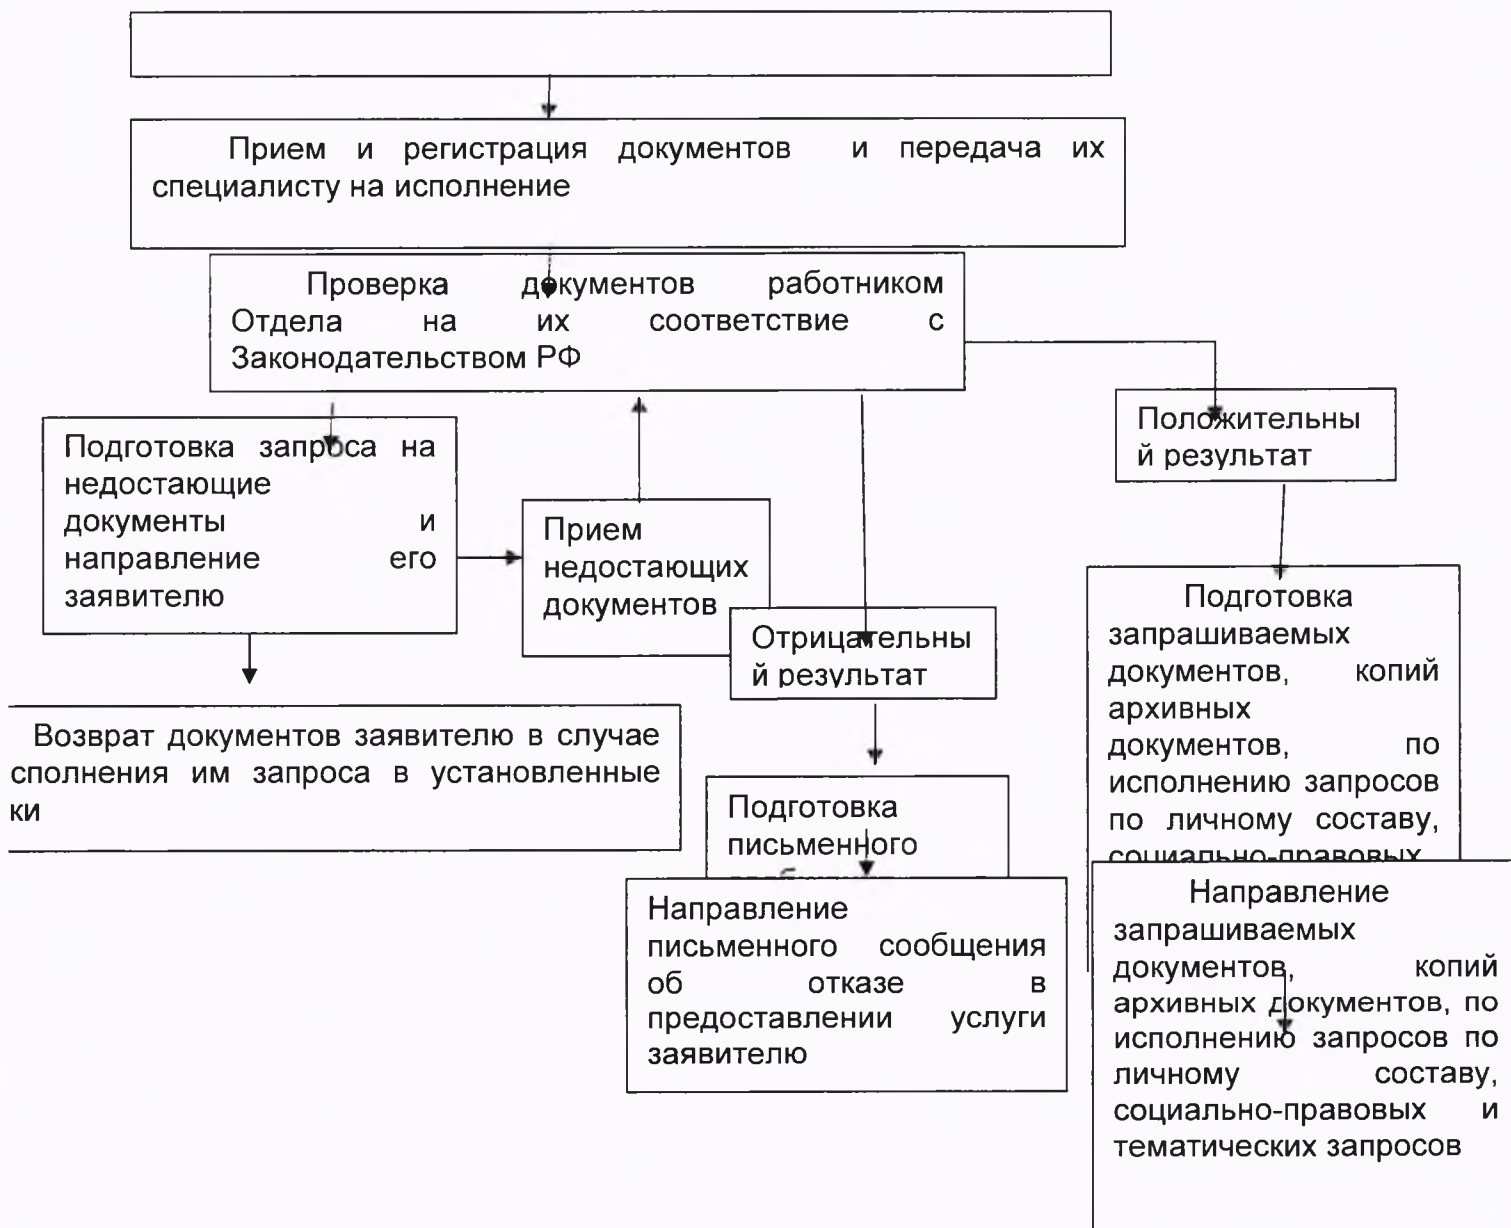 Прием и регистрация документов и передача их
специалисту на исполнение
Проверка документов работником
Отдела на их соответствие с
Законодательством РФ
Подготовка запроса на
недостающие
документы и
направление его
заявителю
Прием
недостающих
документов
Положительны
й результат
Отрицательны
й результат
Возврат документов заявителю в случае
сполнения им запроса в установленные
ки
Подготовка
письменного
Направление
письменного сообщения
об отказе в
предоставлении услуги
заявителю
Подготовка
запрашиваемых
документов, копий
архивных
документов, по
исполнению запросов
по личному составу,
социально-правовых
Направление
запрашиваемых
документов, копий
архивных документов, по
исполнению запросов по
личному составу,
социально-правовых и
тематических запросов